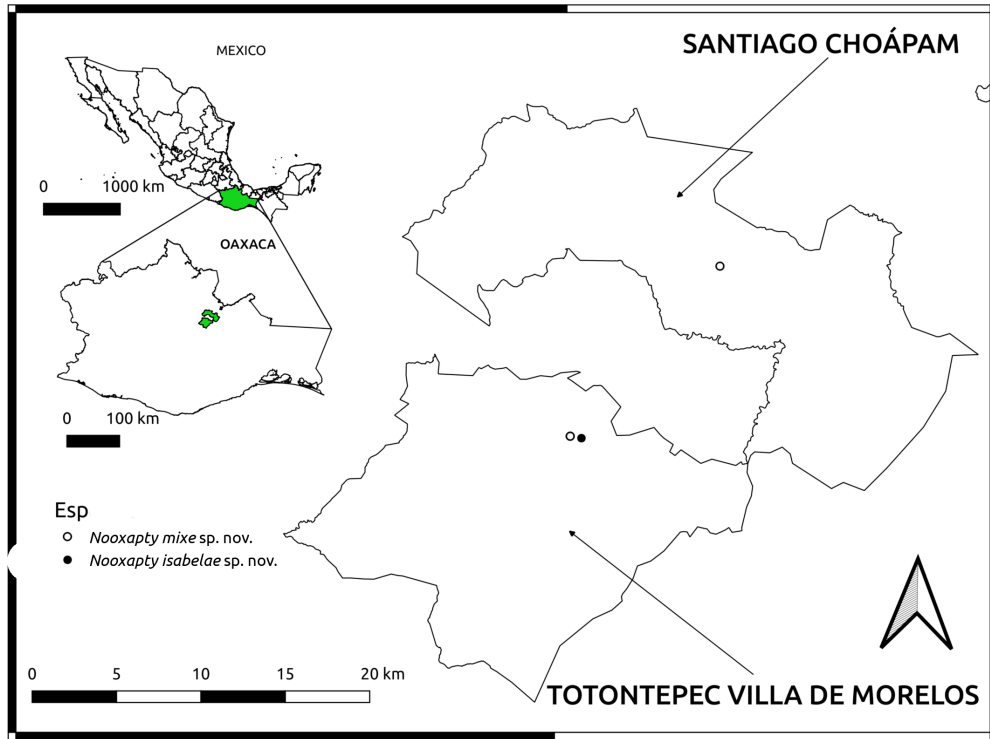 MEXICO
SANTIAGO CHOÁPAM
0 1000 km
OAXACA
0 100 km
Esp
Nooxapty mixe sp. nov.
Nooxapty isabelae sp. nov.
0 5 10 15 20 km
TOTONTEPEC VILLA DE MORELOS